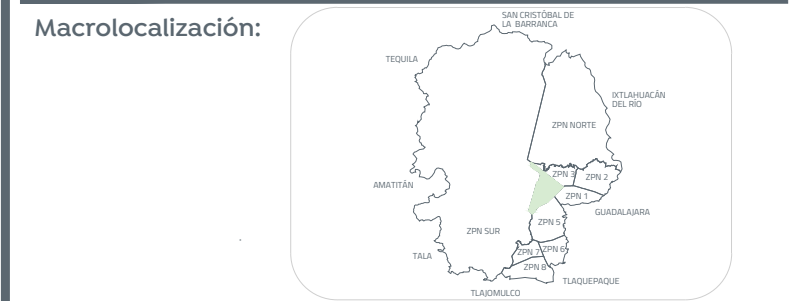 Macrolocalización:
SAN CRISTÓBAL DE
LA BARRANCA
TEQUILA
IXTLAHUACÁN
DEL RÍO
ZPN NORTE
ZPN 3
ZPN 2
AMATITÁN
ZPN 1
GUADALAJARA
ZPN 5
ZPN SUR
ZPN 7
ZPN 6
TALA
ZPN 8
TLAQUEPAQUE
TLAJOMULCO